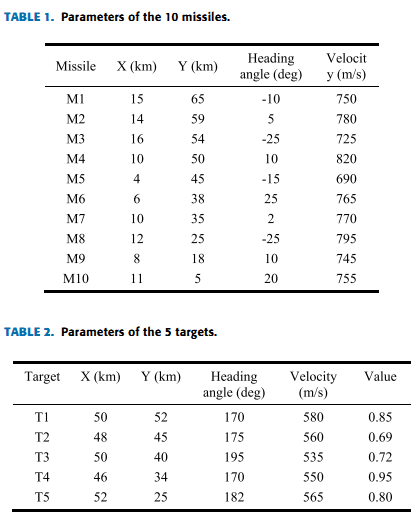 TABLE 1. Parameters of the 10 missiles.
Missile X (km) Y (km) Heading angle (deg) Velocit y (m/s)
M1 15 65 -10 750
M2 14 59 5 780
M3 16 54 -25 725
M4 10 50 10 820
M5 4 45 -15 690
M6 6 38 25 765
M7 10 35 2 770
M8 12 25 -25 795
M9 8 18 10 745
M10 11 5 20 755
TABLE 2. Parameters of the 5 targets.
Target X (km) Y (km) Heading angle (deg) Velocity (m/s) Value
T1 50 52 170 580 0.85
T2 48 45 175 560 0.69
T3 50 40 195 535 0.72
T4 46 34 170 550 0.95
T5 52 25 182 565 0.80